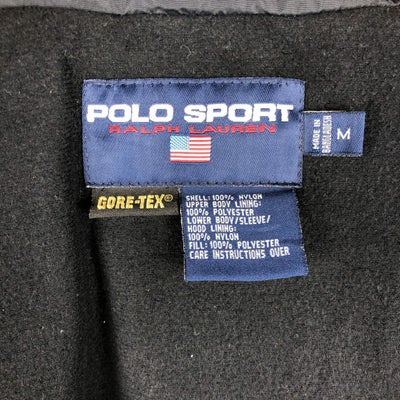 POLO SPORT
RALPH LAUREN
MADE IN
BANGLADESH
M
GORE-TEX®
SHELL: 100% NYLON
UPPER BODY LINING:
100% POLYESTER
LOWER BODY/SLEEVE/
HOOD LINING:
100% NYLON
FILL: 100% POLYESTER
CARE INSTRUCTIONS OVER